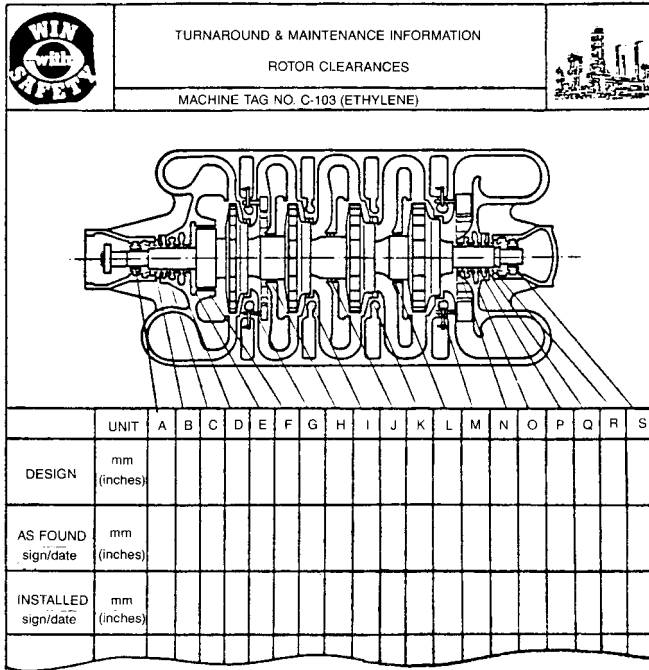 WIN
with
SAFETY
TURNAROUND & MAINTENANCE INFORMATION
ROTOR CLEARANCES
MACHINE TAG NO. C-103 (ETHYLENE)
UNIT A B C D E F G H I J K L M N O P Q R S
DESIGN mm
(inches)
AS FOUND mm
sign/date (inches)
INSTALLED mm
sign/date (inches)